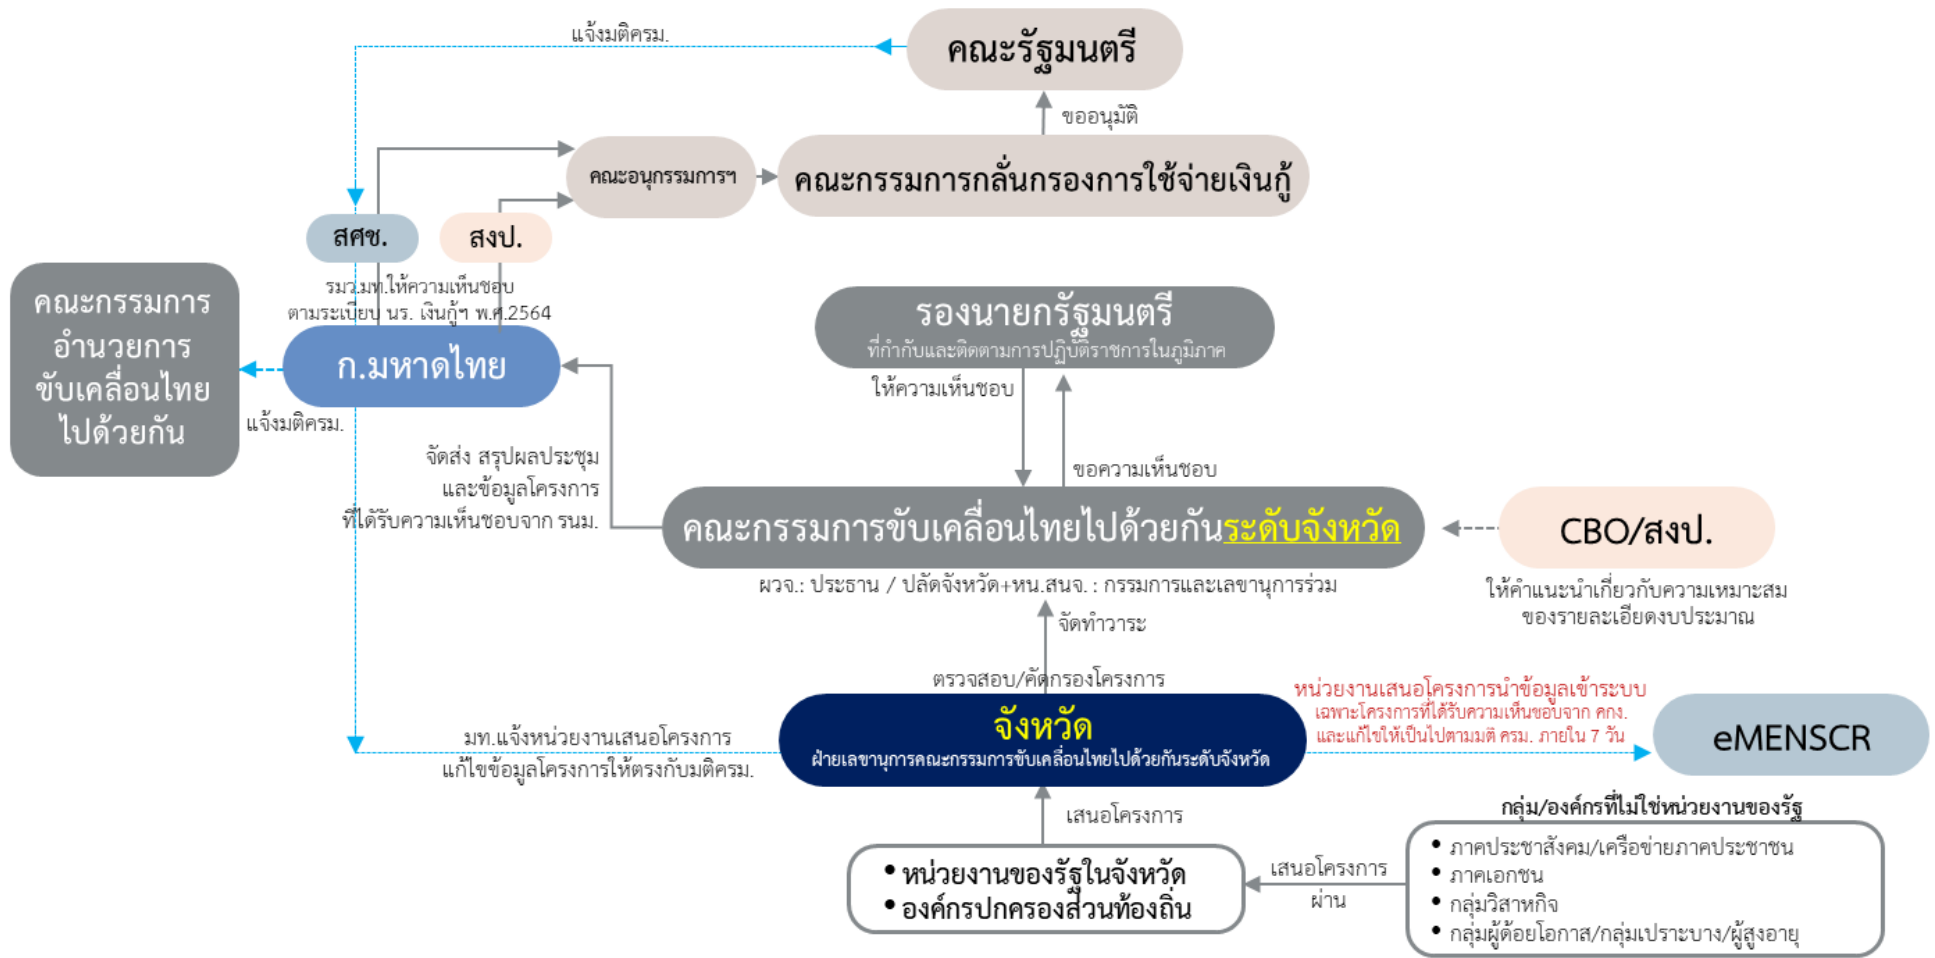 แจ้งมติครม.
คณะรัฐมนตรี
ขออนุมัติ
คณะอนุกรรมการฯ
คณะกรรมการกลั่นกรองการใช้จ่ายเงินกู้
สศช.
สงป.
รมว.มท.ให้ความเห็นชอบ
ตามระเบียบ นร. เงินกู้ฯ พ.ศ.2564
คณะกรรมการ
อำนวยการ
ขับเคลื่อนไทย
ไปด้วยกัน
ก.มหาดไทย
แจ้งมติครม.
รองนายกรัฐมนตรี
ที่กำกับและติดตามการปฏิบัติราชการในภูมิภาค
ให้ความเห็นชอบ
ขอความเห็นชอบ
จัดส่ง สรุปผลประชุม
และข้อมูลโครงการ
ที่ได้รับความเห็นชอบจาก รนม.
คณะกรรมการขับเคลื่อนไทยไปด้วยกันระดับจังหวัด
ผวจ.: ประธาน / ปลัดจังหวัด+หน.สนจ. : กรรมการและเลขานุการร่วม
CBO/สงป.
ให้คำแนะนำเกี่ยวกับความเหมาะสม
ของรายละเอียดงบประมาณ
จัดทำวาระ
ตรวจสอบ/คัดกรองโครงการ
จังหวัด
ฝ่ายเลขานุการคณะกรรมการขับเคลื่อนไทยไปด้วยกันระดับจังหวัด
มท.แจ้งหน่วยงานเสนอโครงการ
แก้ไขข้อมูลโครงการให้ตรงกับมติครม.
หน่วยงานเสนอโครงการนำข้อมูลเข้าระบบ
เฉพาะโครงการที่ได้รับความเห็นชอบจาก คกง.
และแก้ไขให้เป็นไปตามมติ ครม. ภายใน 7 วัน
eMENSCR
เสนอโครงการ
• หน่วยงานของรัฐในจังหวัด
• องค์กรปกครองส่วนท้องถิ่น
เสนอโครงการ
ผ่าน
กลุ่ม/องค์กรที่ไม่ใช่หน่วยงานของรัฐ
• ภาคประชาสังคม/เครือข่ายภาคประชาชน
• ภาคเอกชน
• กลุ่มวิสาหกิจ
• กลุ่มผู้ด้อยโอกาส/กลุ่มเปราะบาง/ผู้สูงอายุ